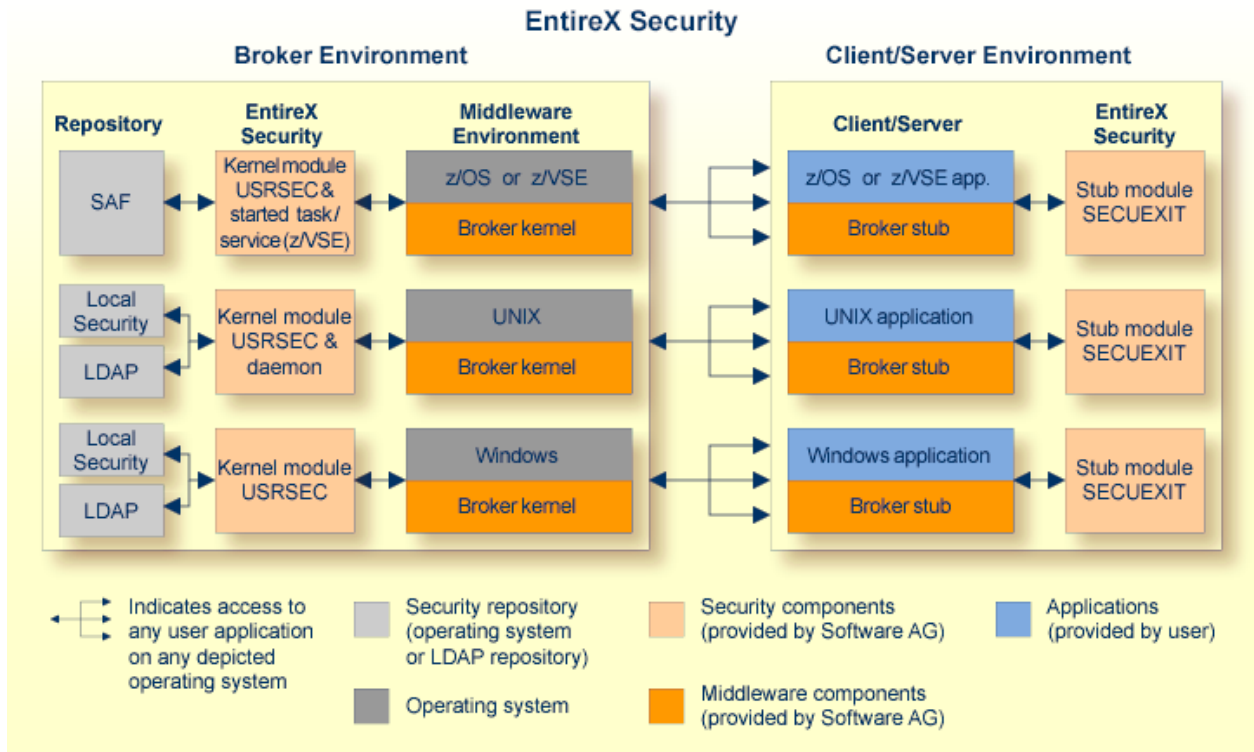 EntireX Security
Broker Environment
Client/Server Environment
Repository
EntireX
Security
Middleware
Environment
Client/Server
EntireX
Security
SAF
Kernel module
USRSEC &
started task/
service (z/VSE)
z/OS or z/VSE
Broker kernel
z/OS or z/VSE app.
Broker stub
Stub module
SECUEXIT
Local
Security
LDAP
Kernel module
USRSEC &
daemon
UNIX
Broker kernel
UNIX application
Broker stub
Stub module
SECUEXIT
Local
Security
LDAP
Kernel module
USRSEC
Windows
Broker kernel
Windows application
Broker stub
Stub module
SECUEXIT
Indicates access to
any user application
on any depicted
operating system
Security repository
(operating system
or LDAP repository)
Operating system
Security components
(provided by Software AG)
Middleware components
(provided by Software AG)
Applications
(provided by user)